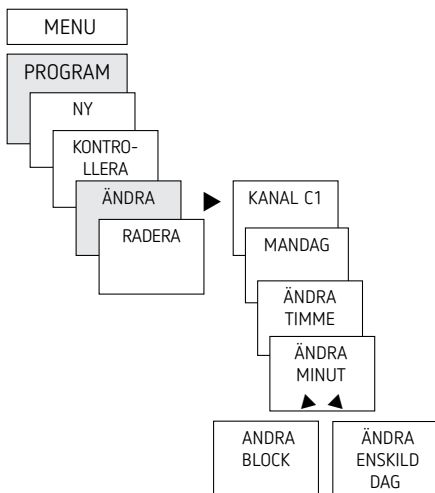 MENU
PROGRAM
NY
KONTRO-
LLERA
ÄNDRA
RADERA
KANAL C1
MANDAG
ÄNDRA
TIMME
ÄNDRA
MINUT
ANDRA
BLOCK
ÄNDRA
ENSKILD
DAG